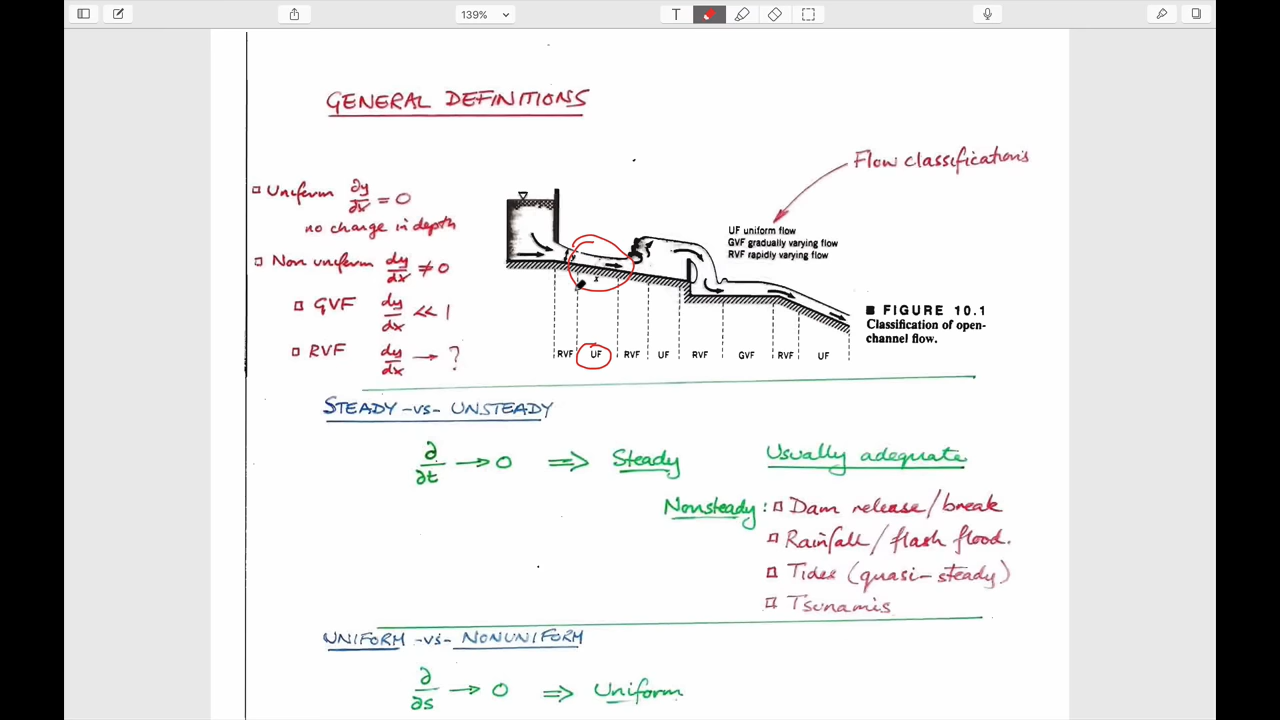 139%
T
GENERAL DEFINITIONS
Flow classifications
Uniform ∂y/∂x = 0
no change in depth
Non uniform dy/dx ≠ 0
GVF dy/dx << 1
RVF dy/dx → ?
UF uniform flow
GVF gradually varying flow
RVF rapidly varying flow
x
RVF UF RVF UF RVF GVF RVF UF
FIGURE 10.1
Classification of open-
channel flow.
STEADY -vs- UNSTEADY
∂/∂t → 0 ⇒ Steady Usually adequate
Nonsteady: Dam release/break
Rainfall/flash flood.
Tides (quasi-steady)
Tsunamis
UNIFORM -vs- NONUNIFORM
∂/∂s → 0 ⇒ Uniform